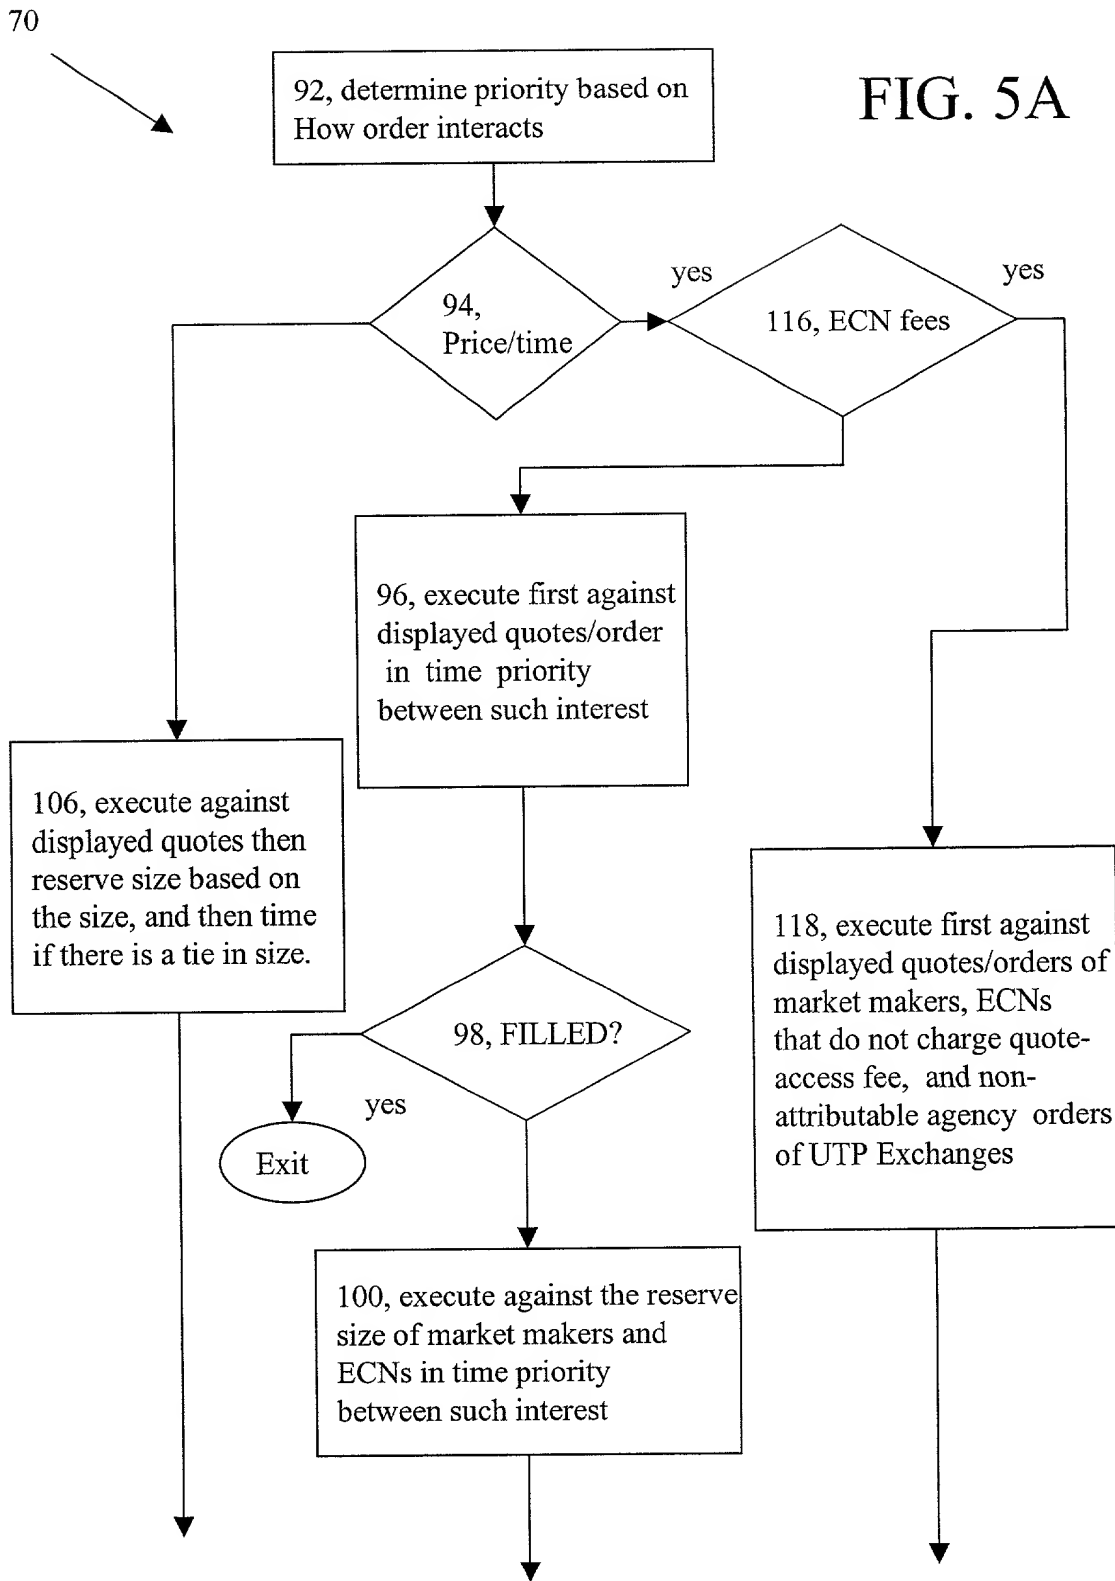 70
FIG. 5A
92, determine priority based on
How order interacts
94,
Price/time
yes
116, ECN fees
yes
96, execute first against
displayed quotes/order
in time priority
between such interest
106, execute against
displayed quotes then
reserve size based on
the size, and then time
if there is a tie in size.
118, execute first against
displayed quotes/orders of
market makers, ECNs
that do not charge quote-
access fee, and non-
attributable agency orders
of UTP Exchanges
98, FILLED?
yes
Exit
100, execute against the reserve
size of market makers and
ECNs in time priority
between such interest